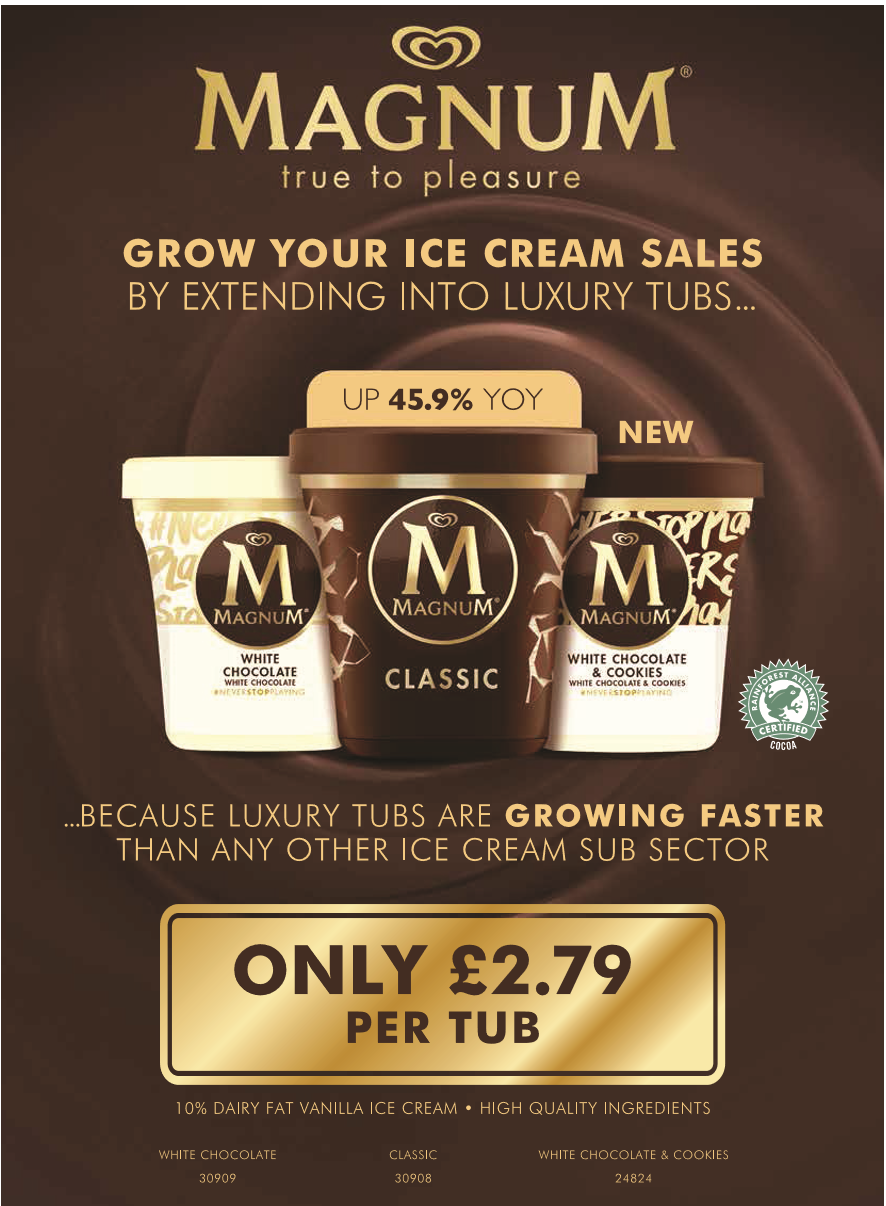 MAGNUM®
true to pleasure
GROW YOUR ICE CREAM SALES
BY EXTENDING INTO LUXURY TUBS...
UP 45.9% YOY
NEW
MAGNUM
WHITE
CHOCOLATE
WHITE CHOCOLATE
#NEVERSTOPPLAYING
M
MAGNUM®
CLASSIC
M
MAGNUM
WHITE CHOCOLATE
& COOKIES
WHITE CHOCOLATE & COOKIES
#NEVERSTOPPLAYING
RAINFOREST ALLIANCE
CERTIFIED
COCOA
...BECAUSE LUXURY TUBS ARE GROWING FASTER
THAN ANY OTHER ICE CREAM SUB SECTOR
ONLY £2.79
PER TUB
10% DAIRY FAT VANILLA ICE CREAM • HIGH QUALITY INGREDIENTS
WHITE CHOCOLATE CLASSIC WHITE CHOCOLATE & COOKIES
30909 30908 24824